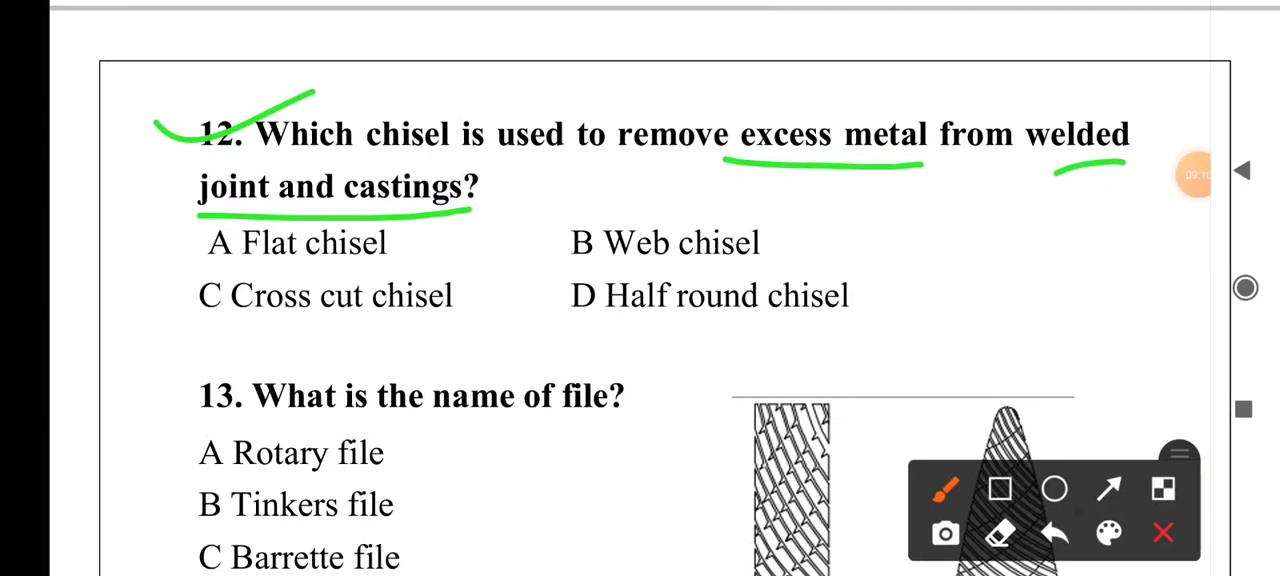 12. Which chisel is used to remove excess metal from welded
joint and castings?
A Flat chisel B Web chisel
C Cross cut chisel D Half round chisel
13. What is the name of file?
A Rotary file
B Tinkers file
C Barrette file